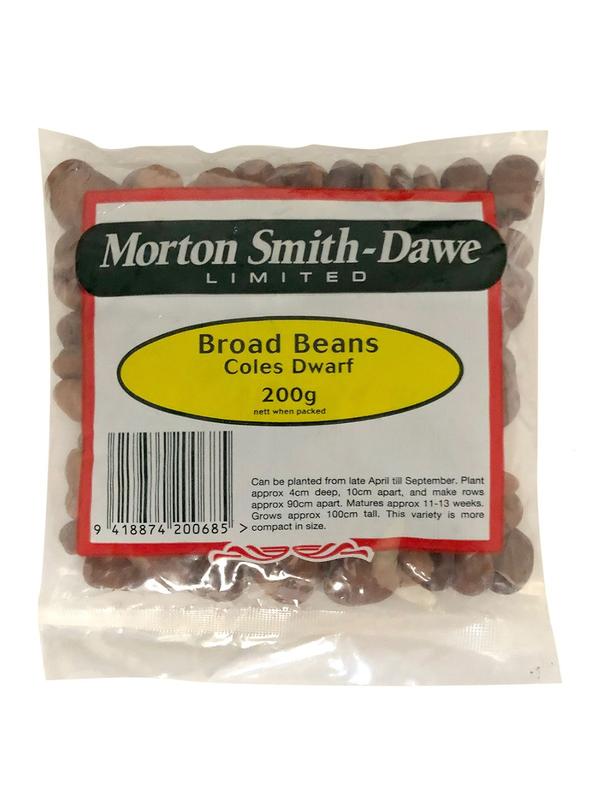 Morton Smith-Dawe
LIMITED
Broad Beans
Coles Dwarf
200g
nett when packed
Can be planted from late April till September. Plant
approx 4cm deep, 10cm apart, and make rows
approx 90cm apart. Matures approx 11-13 weeks.
Grows approx 100cm tall. This variety is more
compact in size.
9 418874 200685 >